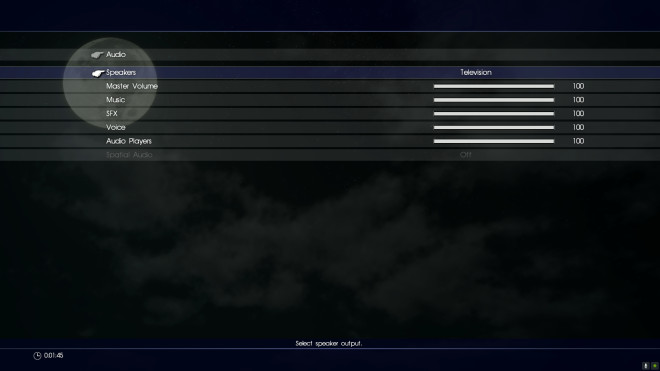 Audio
Speakers Television
Master Volume 100
Music 100
SFX 100
Voice 100
Audio Players 100
Spatial Audio Off
Select speaker output.
0:01:45